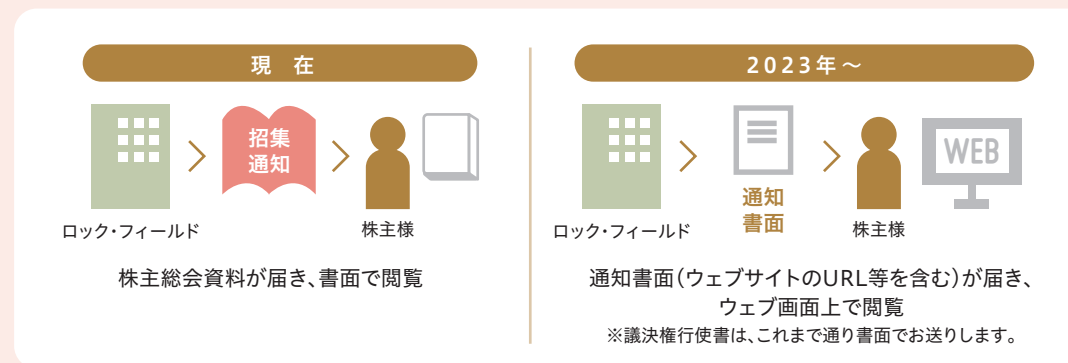 現 在
招集
通知
ロック・フィールド
株主様
株主総会資料が届き、書面で閲覧
2023年～
通知
書面
WEB
ロック・フィールド
株主様
通知書面（ウェブサイトのURL等を含む）が届き、
ウェブ画面上で閲覧
※議決権行使書は、これまで通り書面でお送りします。